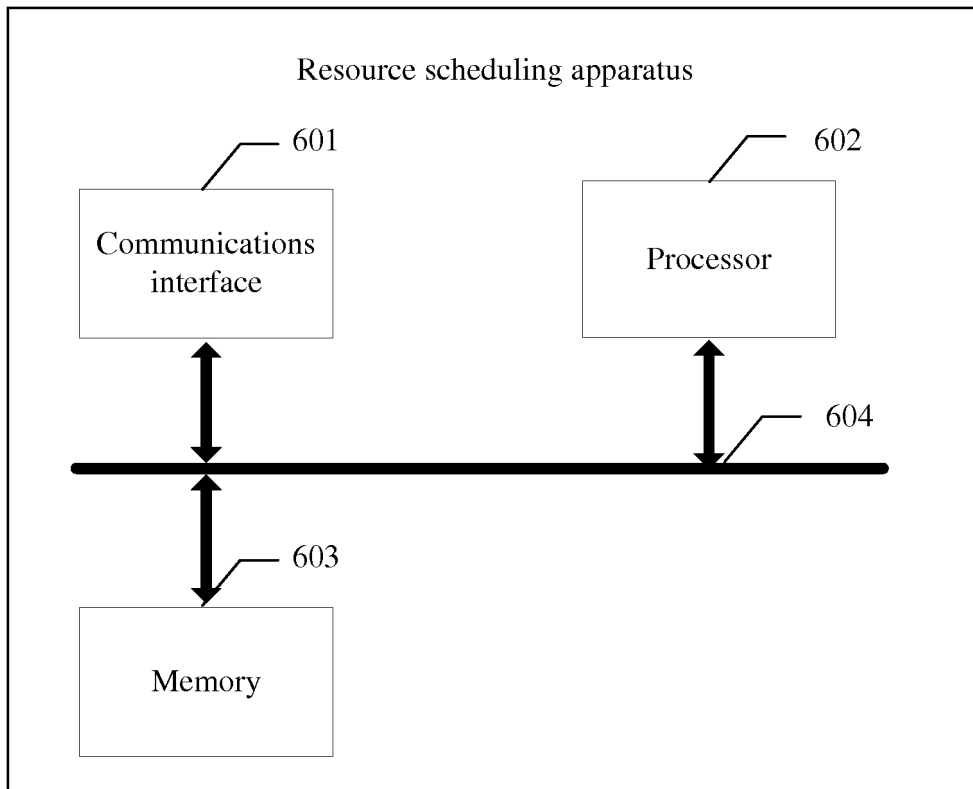 Resource scheduling apparatus
601
602
Communications
interface
Processor
604
603
Memory